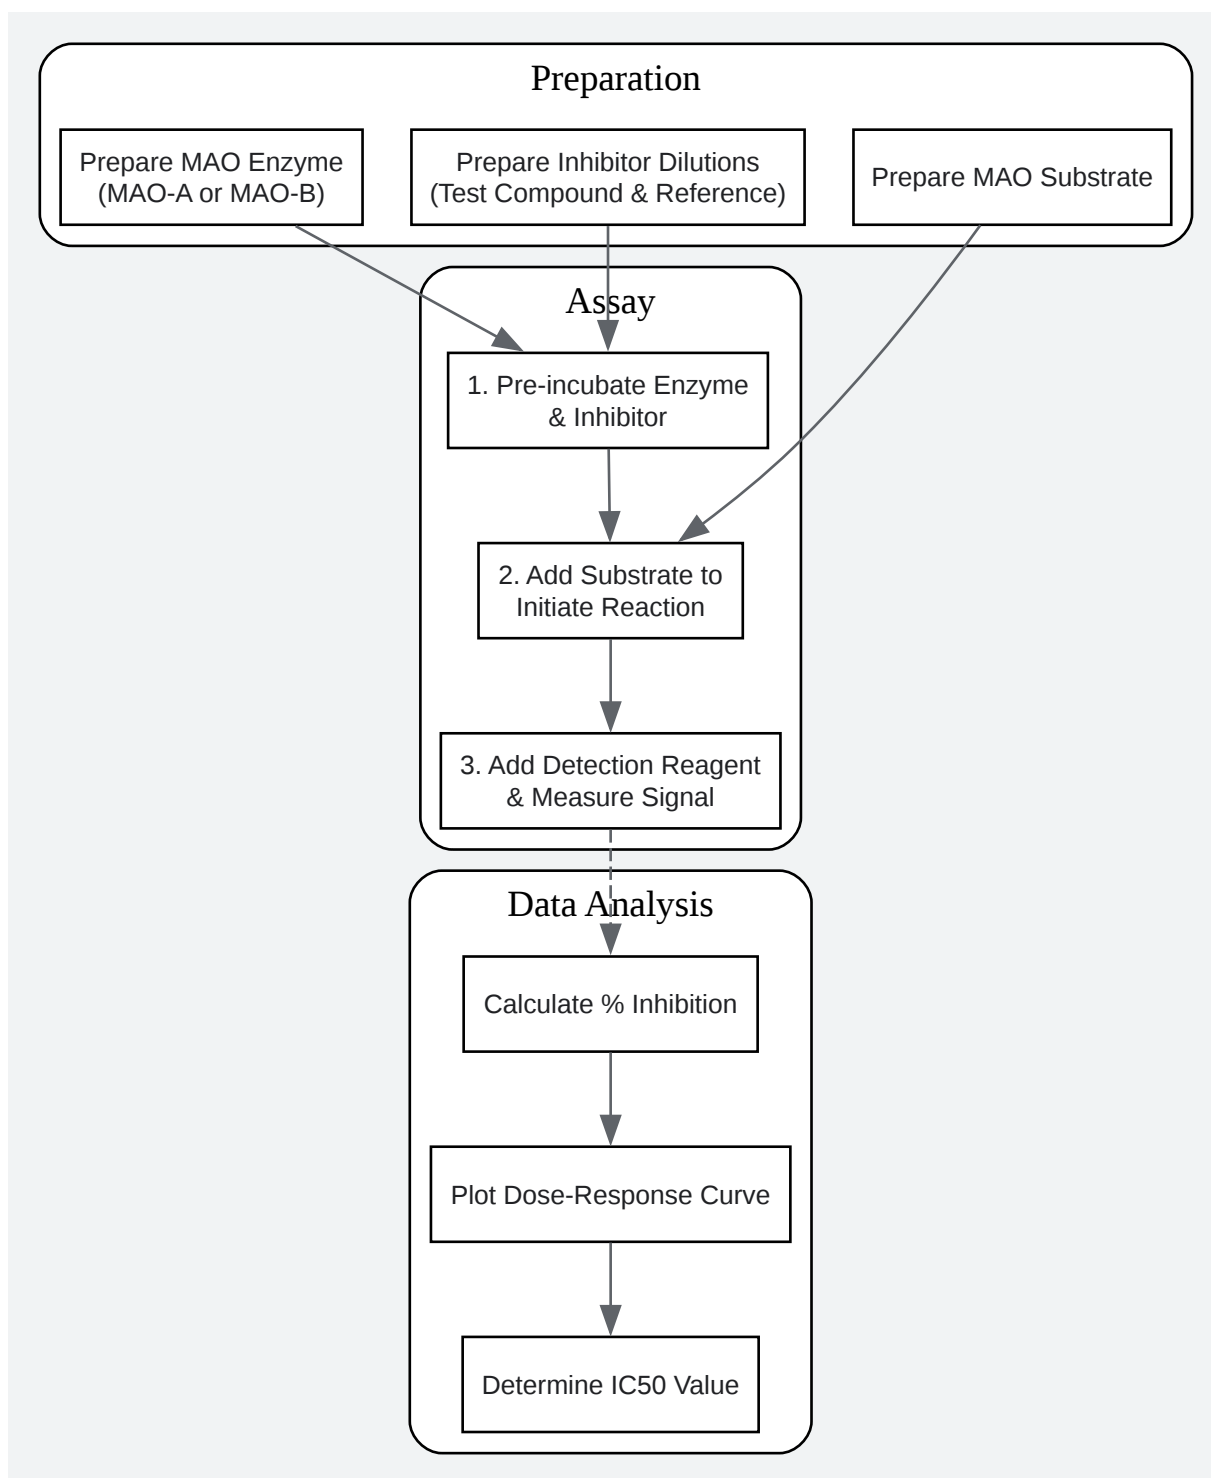 Preparation
Prepare MAO Enzyme
(MAO-A or MAO-B)
Prepare Inhibitor Dilutions
(Test Compound & Reference)
Prepare MAO Substrate
Assay
1. Pre-incubate Enzyme
& Inhibitor
2. Add Substrate to
Initiate Reaction
3. Add Detection Reagent
& Measure Signal
Data Analysis
Calculate % Inhibition
Plot Dose-Response Curve
Determine IC50 Value